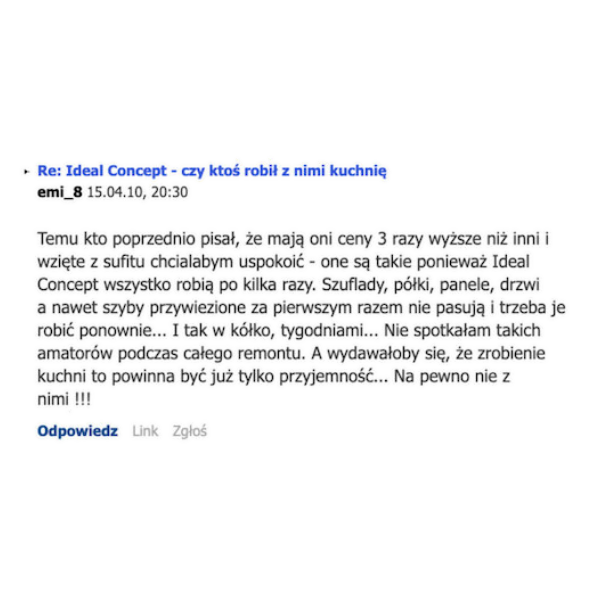 Re: Ideal Concept - czy ktoś robił z nimi kuchnię
emi_8 15.04.10, 20:30
Temu kto poprzednio pisał, że mają oni ceny 3 razy wyższe niż inni i
wzięte z sufitu chcialabym uspokoić - one są takie ponieważ Ideal
Concept wszystko robią po kilka razy. Szuflady, półki, panele, drzwi
a nawet szyby przywiezione za pierwszym razem nie pasują i trzeba je
robić ponownie... I tak w kółko, tygodniami... Nie spotkałam takich
amatorów podczas całego remontu. A wydawałoby się, że zrobienie
kuchni to powinna być już tylko przyjemność... Na pewno nie z
nimi !!!
Odpowiedz Link Zgłoś